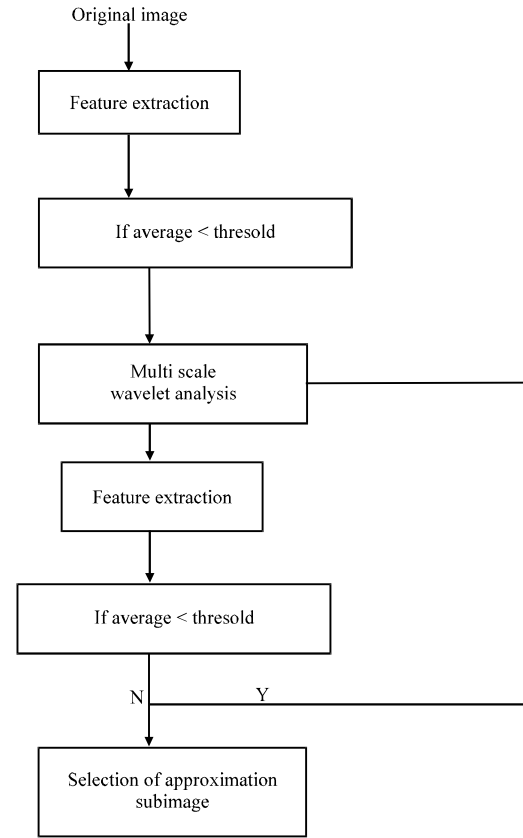 Original image
Feature extraction
If average < thresold
Multi scale
wavelet analysis
Feature extraction
If average < thresold
N
Y
Selection of approximation
subimage